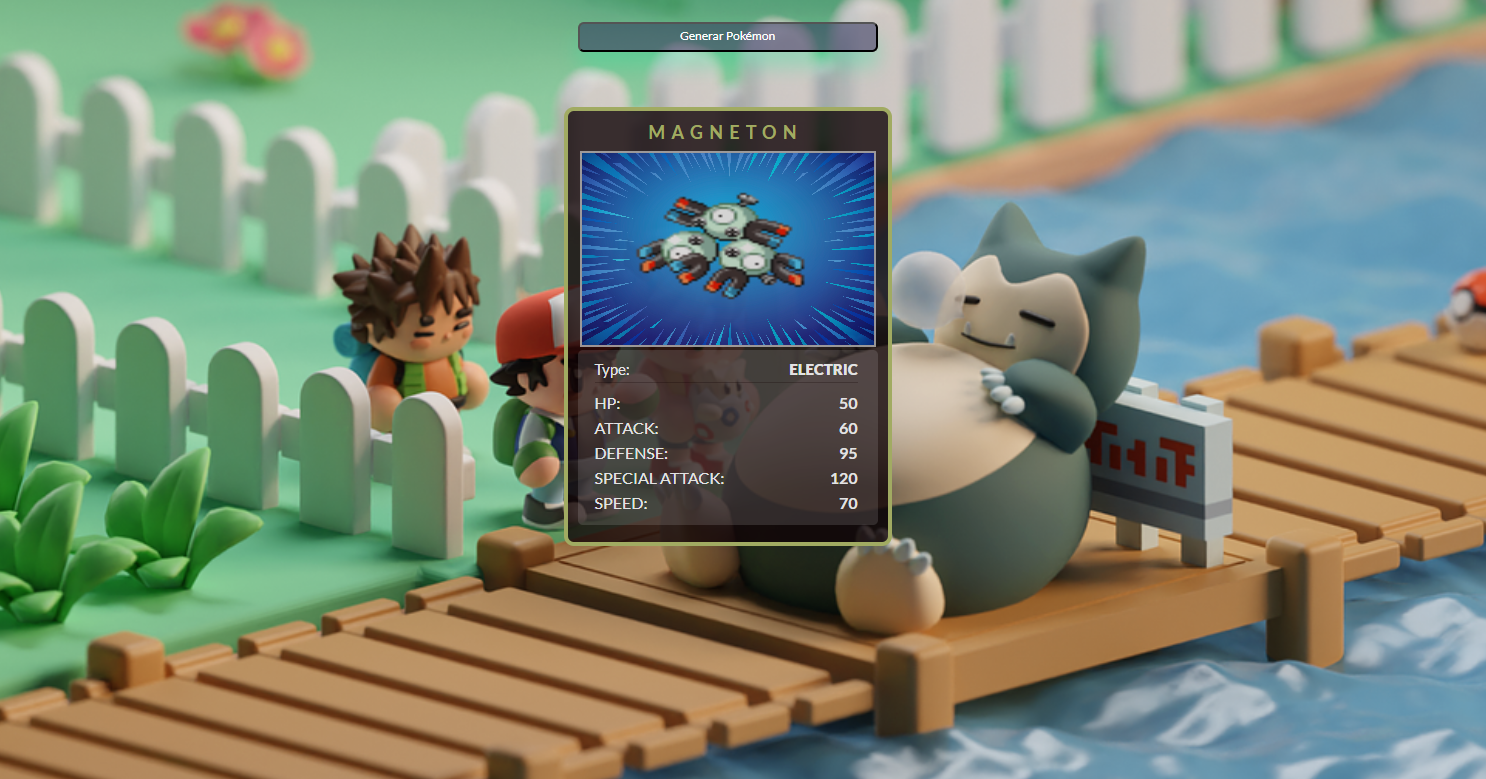 Generar Pokémon
MAGNETON
Type: ELECTRIC
HP: 50
ATTACK: 60
DEFENSE: 95
SPECIAL ATTACK: 120
SPEED: 70